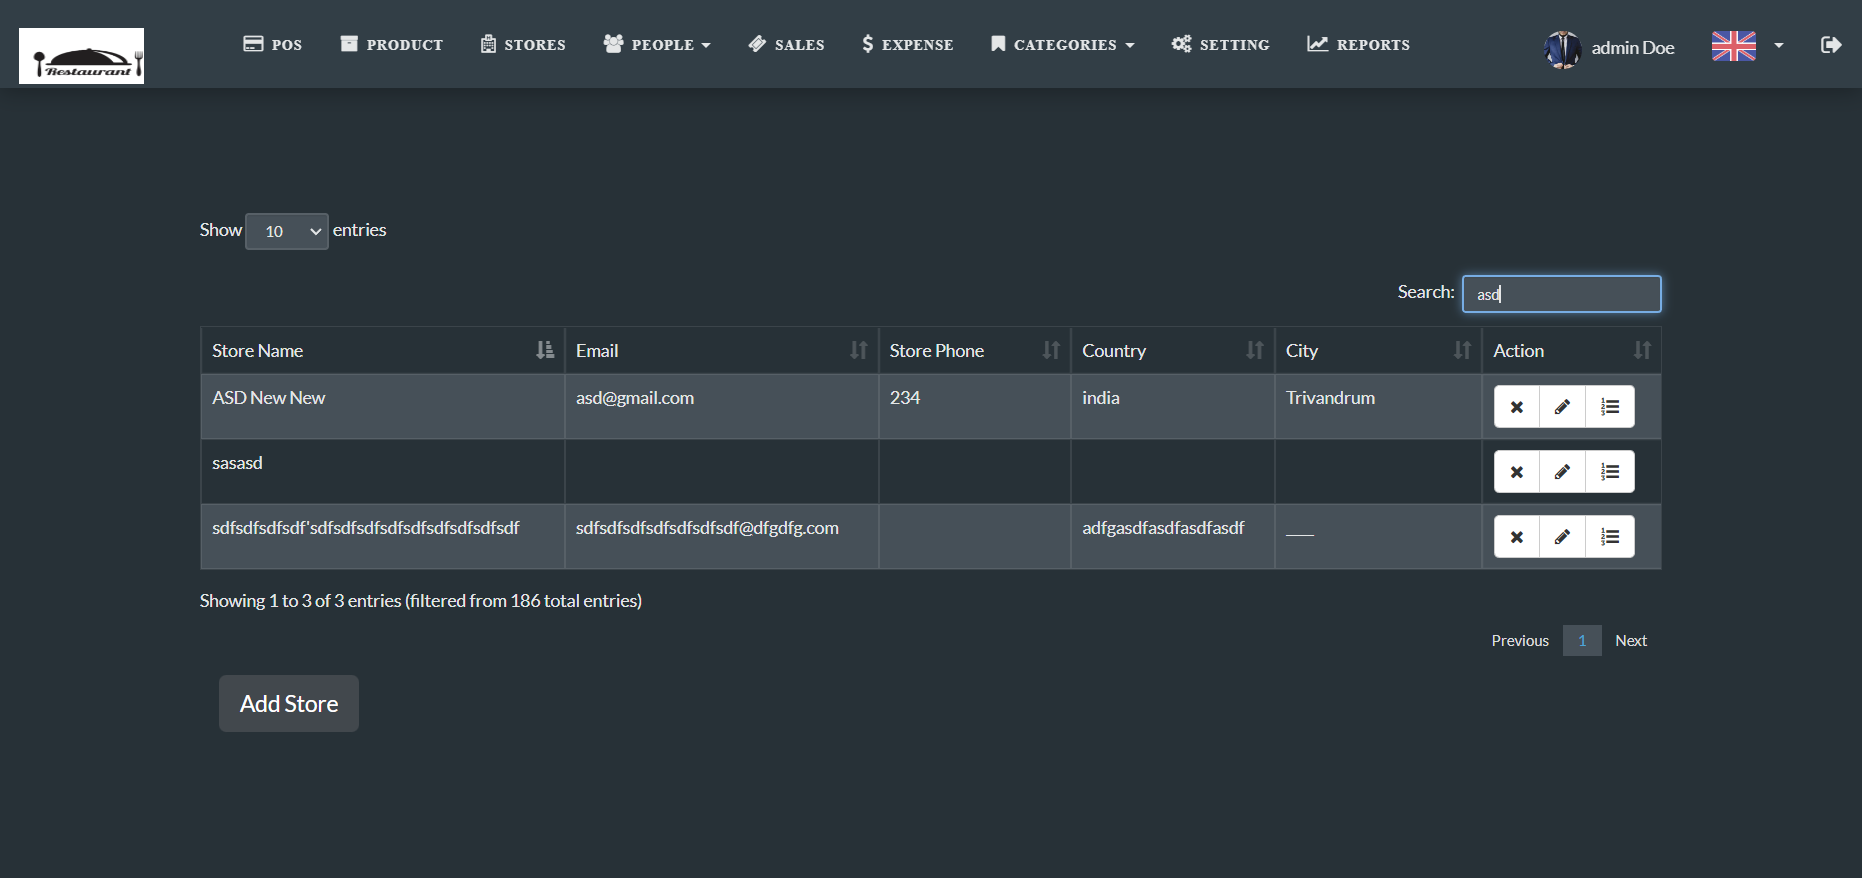 Restaurant POS PRODUCT STORES PEOPLE SALES EXPENSE CATEGORIES SETTING REPORTS admin Doe
Show 10 entries
Search: asd
Store Name Email Store Phone Country City Action
ASD New New asd@gmail.com 234 india Trivandrum
sasasd
sdfsdfsdfsdf'sdfsdfsdfsdfsdfsdfsdfsdfsdf sdfsdfsdfsdfsdfsdfsdf@dfgdfg.com adfgasdfasdfasdfasdf ___
Showing 1 to 3 of 3 entries (filtered from 186 total entries)
Previous 1 Next
Add Store